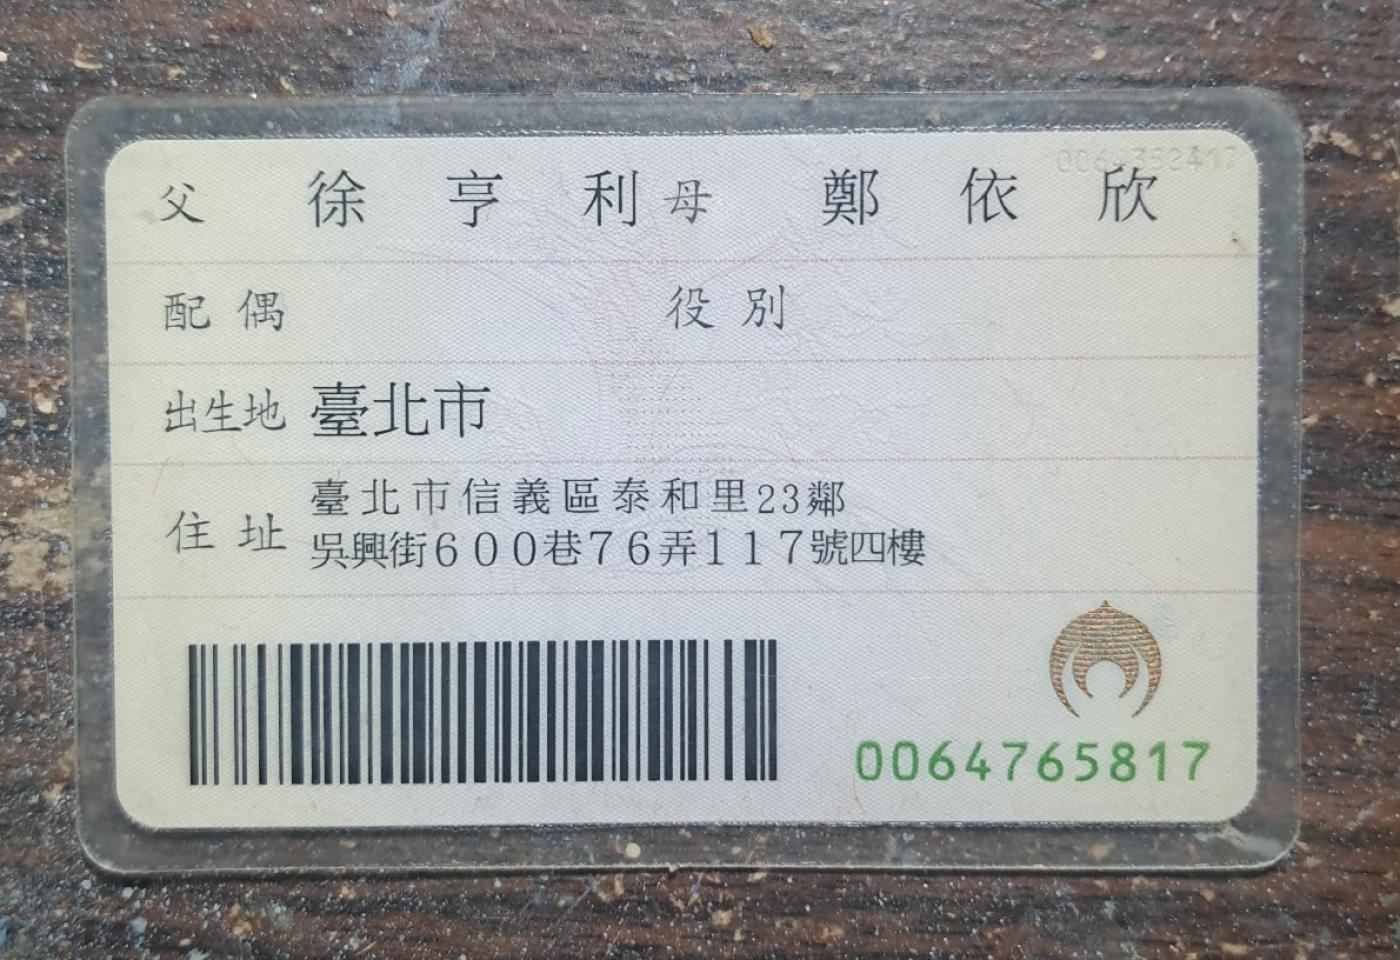 父 徐亨利 母 鄭依欣
配偶 役別
出生地 臺北市
住址 臺北市信義區泰和里23鄰
吳興街600巷76弄117號四樓
0064765817